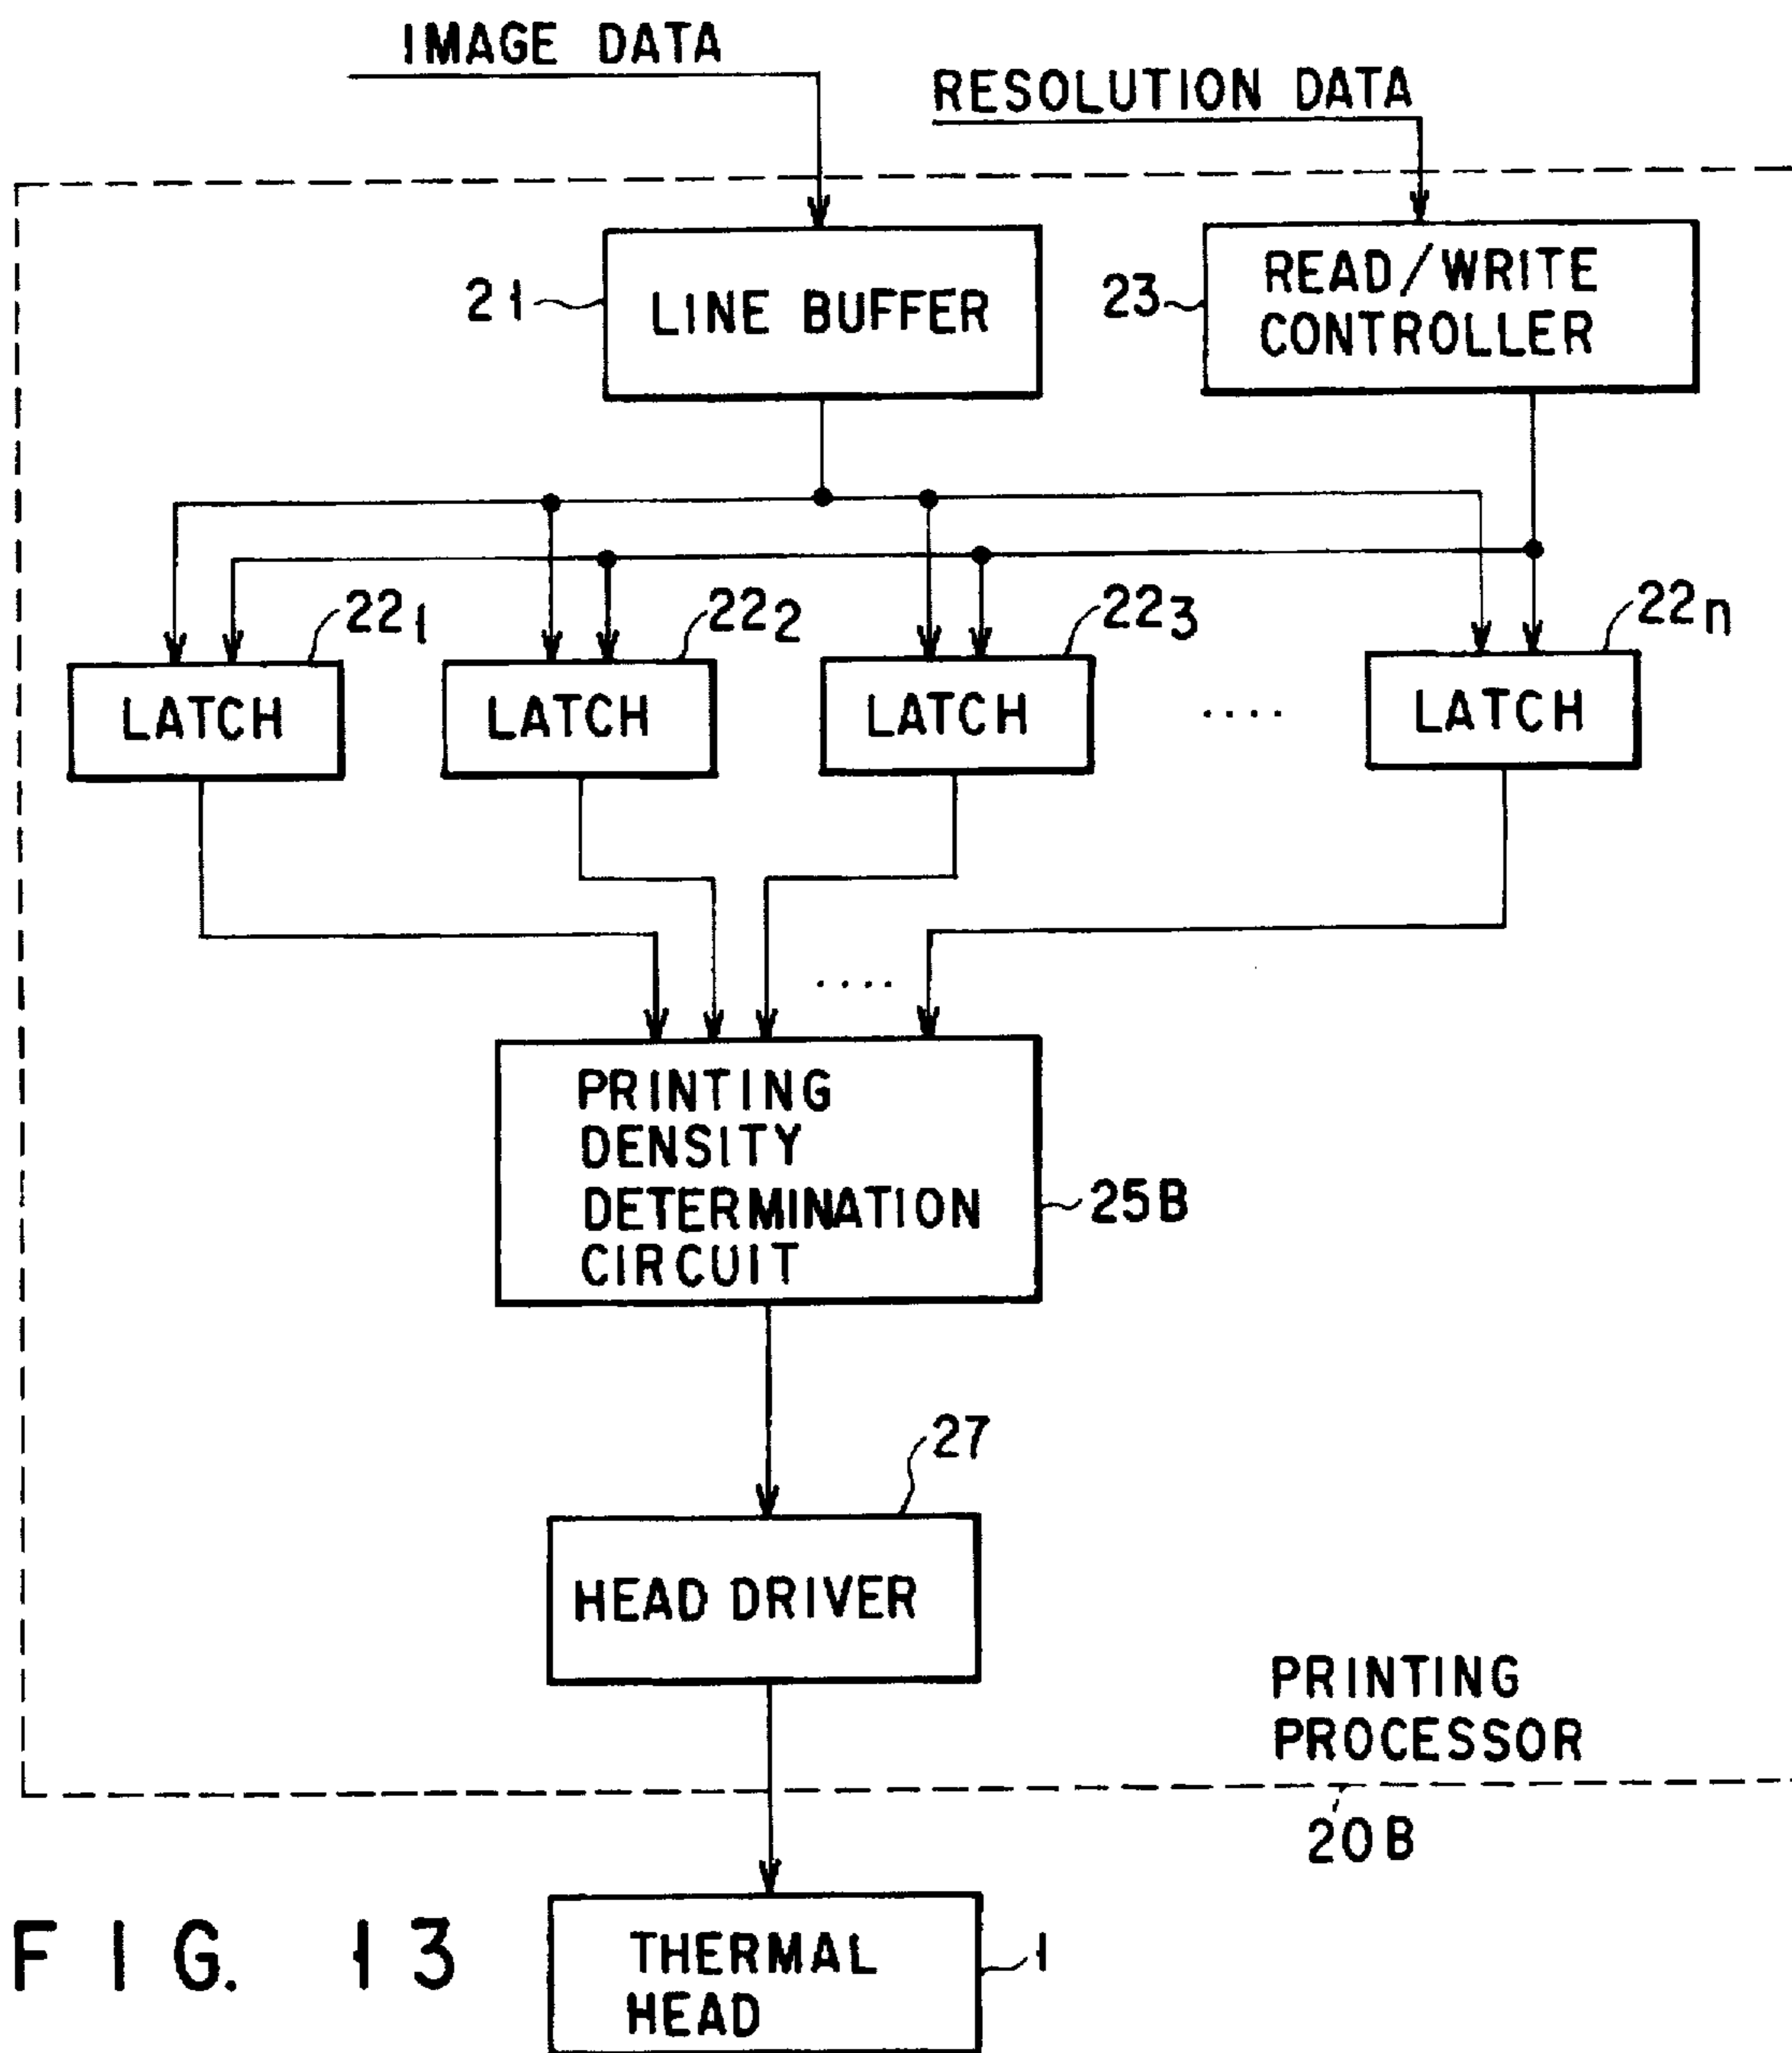 IMAGE DATA
RESOLUTION DATA
21
LINE BUFFER
23
READ/WRITE
CONTROLLER
22₁
22₂
22₃
22n
LATCH
LATCH
LATCH
....
LATCH
....
PRINTING
DENSITY
DETERMINATION
CIRCUIT
25B
27
HEAD DRIVER
PRINTING
PROCESSOR
20B
FIG. 13
THERMAL
HEAD
1